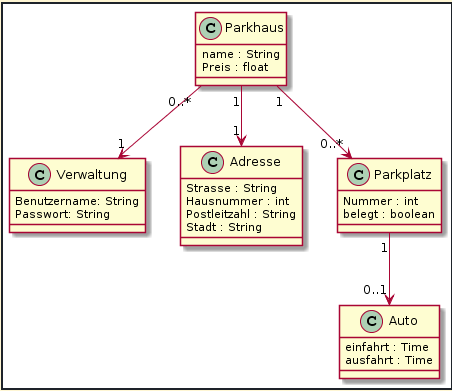 C Parkhaus
name : String
Preis : float
0..* 1 1
1 1 0..*
C Verwaltung
Benutzername: String
Passwort: String
C Adresse
Strasse : String
Hausnummer : int
Postleitzahl : String
Stadt : String
C Parkplatz
Nummer : int
belegt : boolean
1
0..1
C Auto
einfahrt : Time
ausfahrt : Time